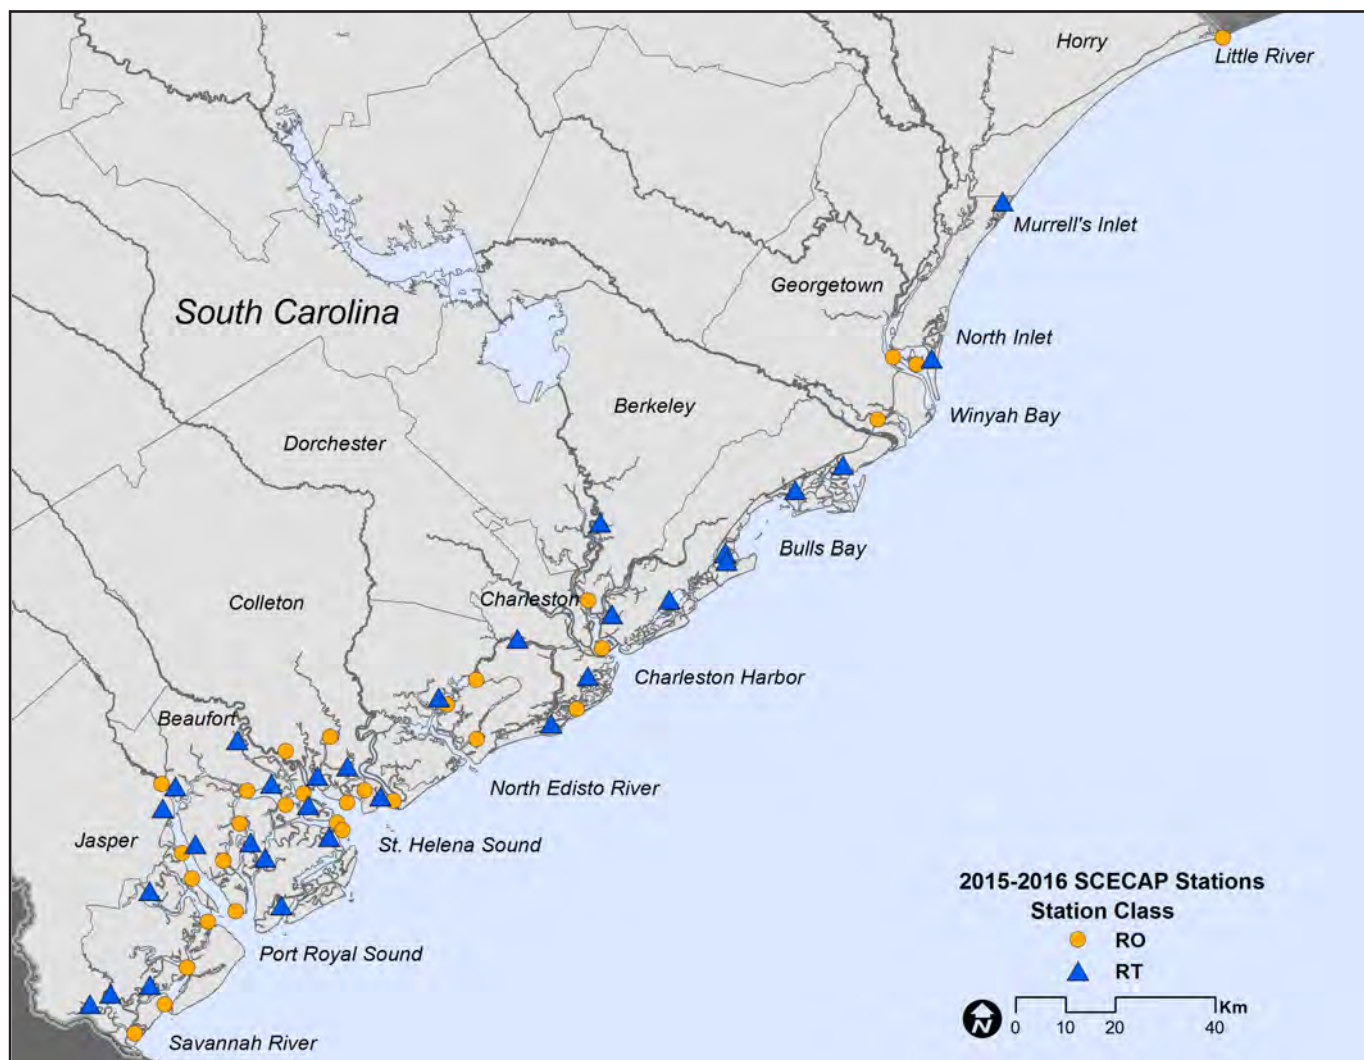 Horry
Little River
Murrell's Inlet
Georgetown
South Carolina
North Inlet
Berkeley
Winyah Bay
Dorchester
Bulls Bay
Colleton
Charleston
Charleston Harbor
Beaufort
North Edisto River
Jasper
St. Helena Sound
2015-2016 SCECAP Stations
Station Class
RO
Port Royal Sound
RT
N
Km
0 10 20 40
Savannah River